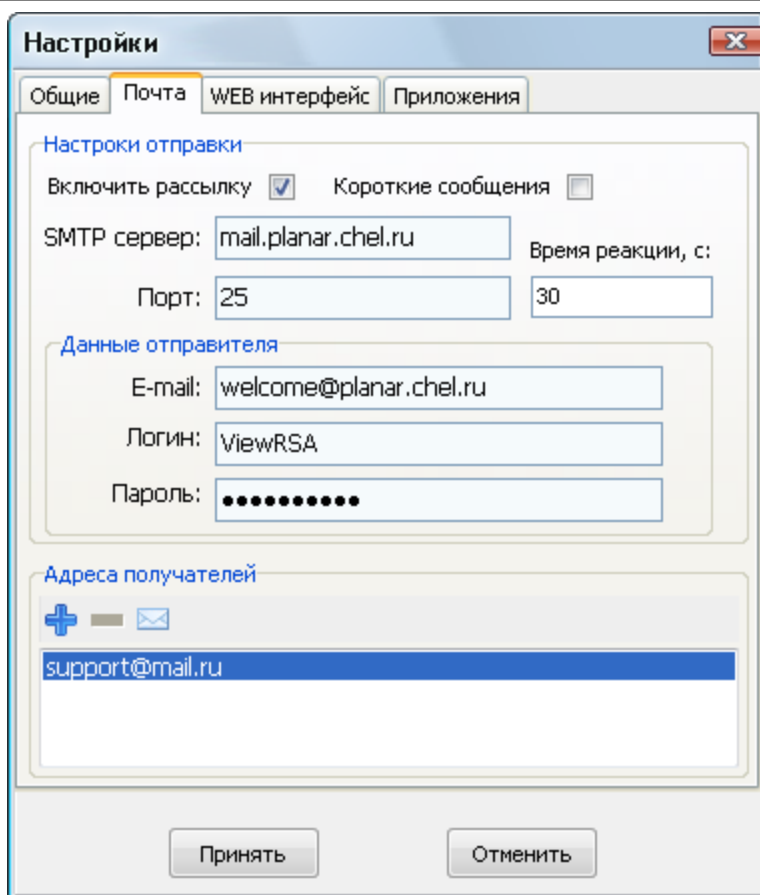 Настройки
Общие Почта WEB интерфейс Приложения
Настроки отправки
Включить рассылку Короткие сообщения
SMTP сервер: mail.planar.chel.ru
Время реакции, с:
Порт: 25 30
Данные отправителя
E-mail: welcome@planar.chel.ru
Логин: ViewRSA
Пароль: ●●●●●●●●●●
Адреса получателей
support@mail.ru
Принять Отменить